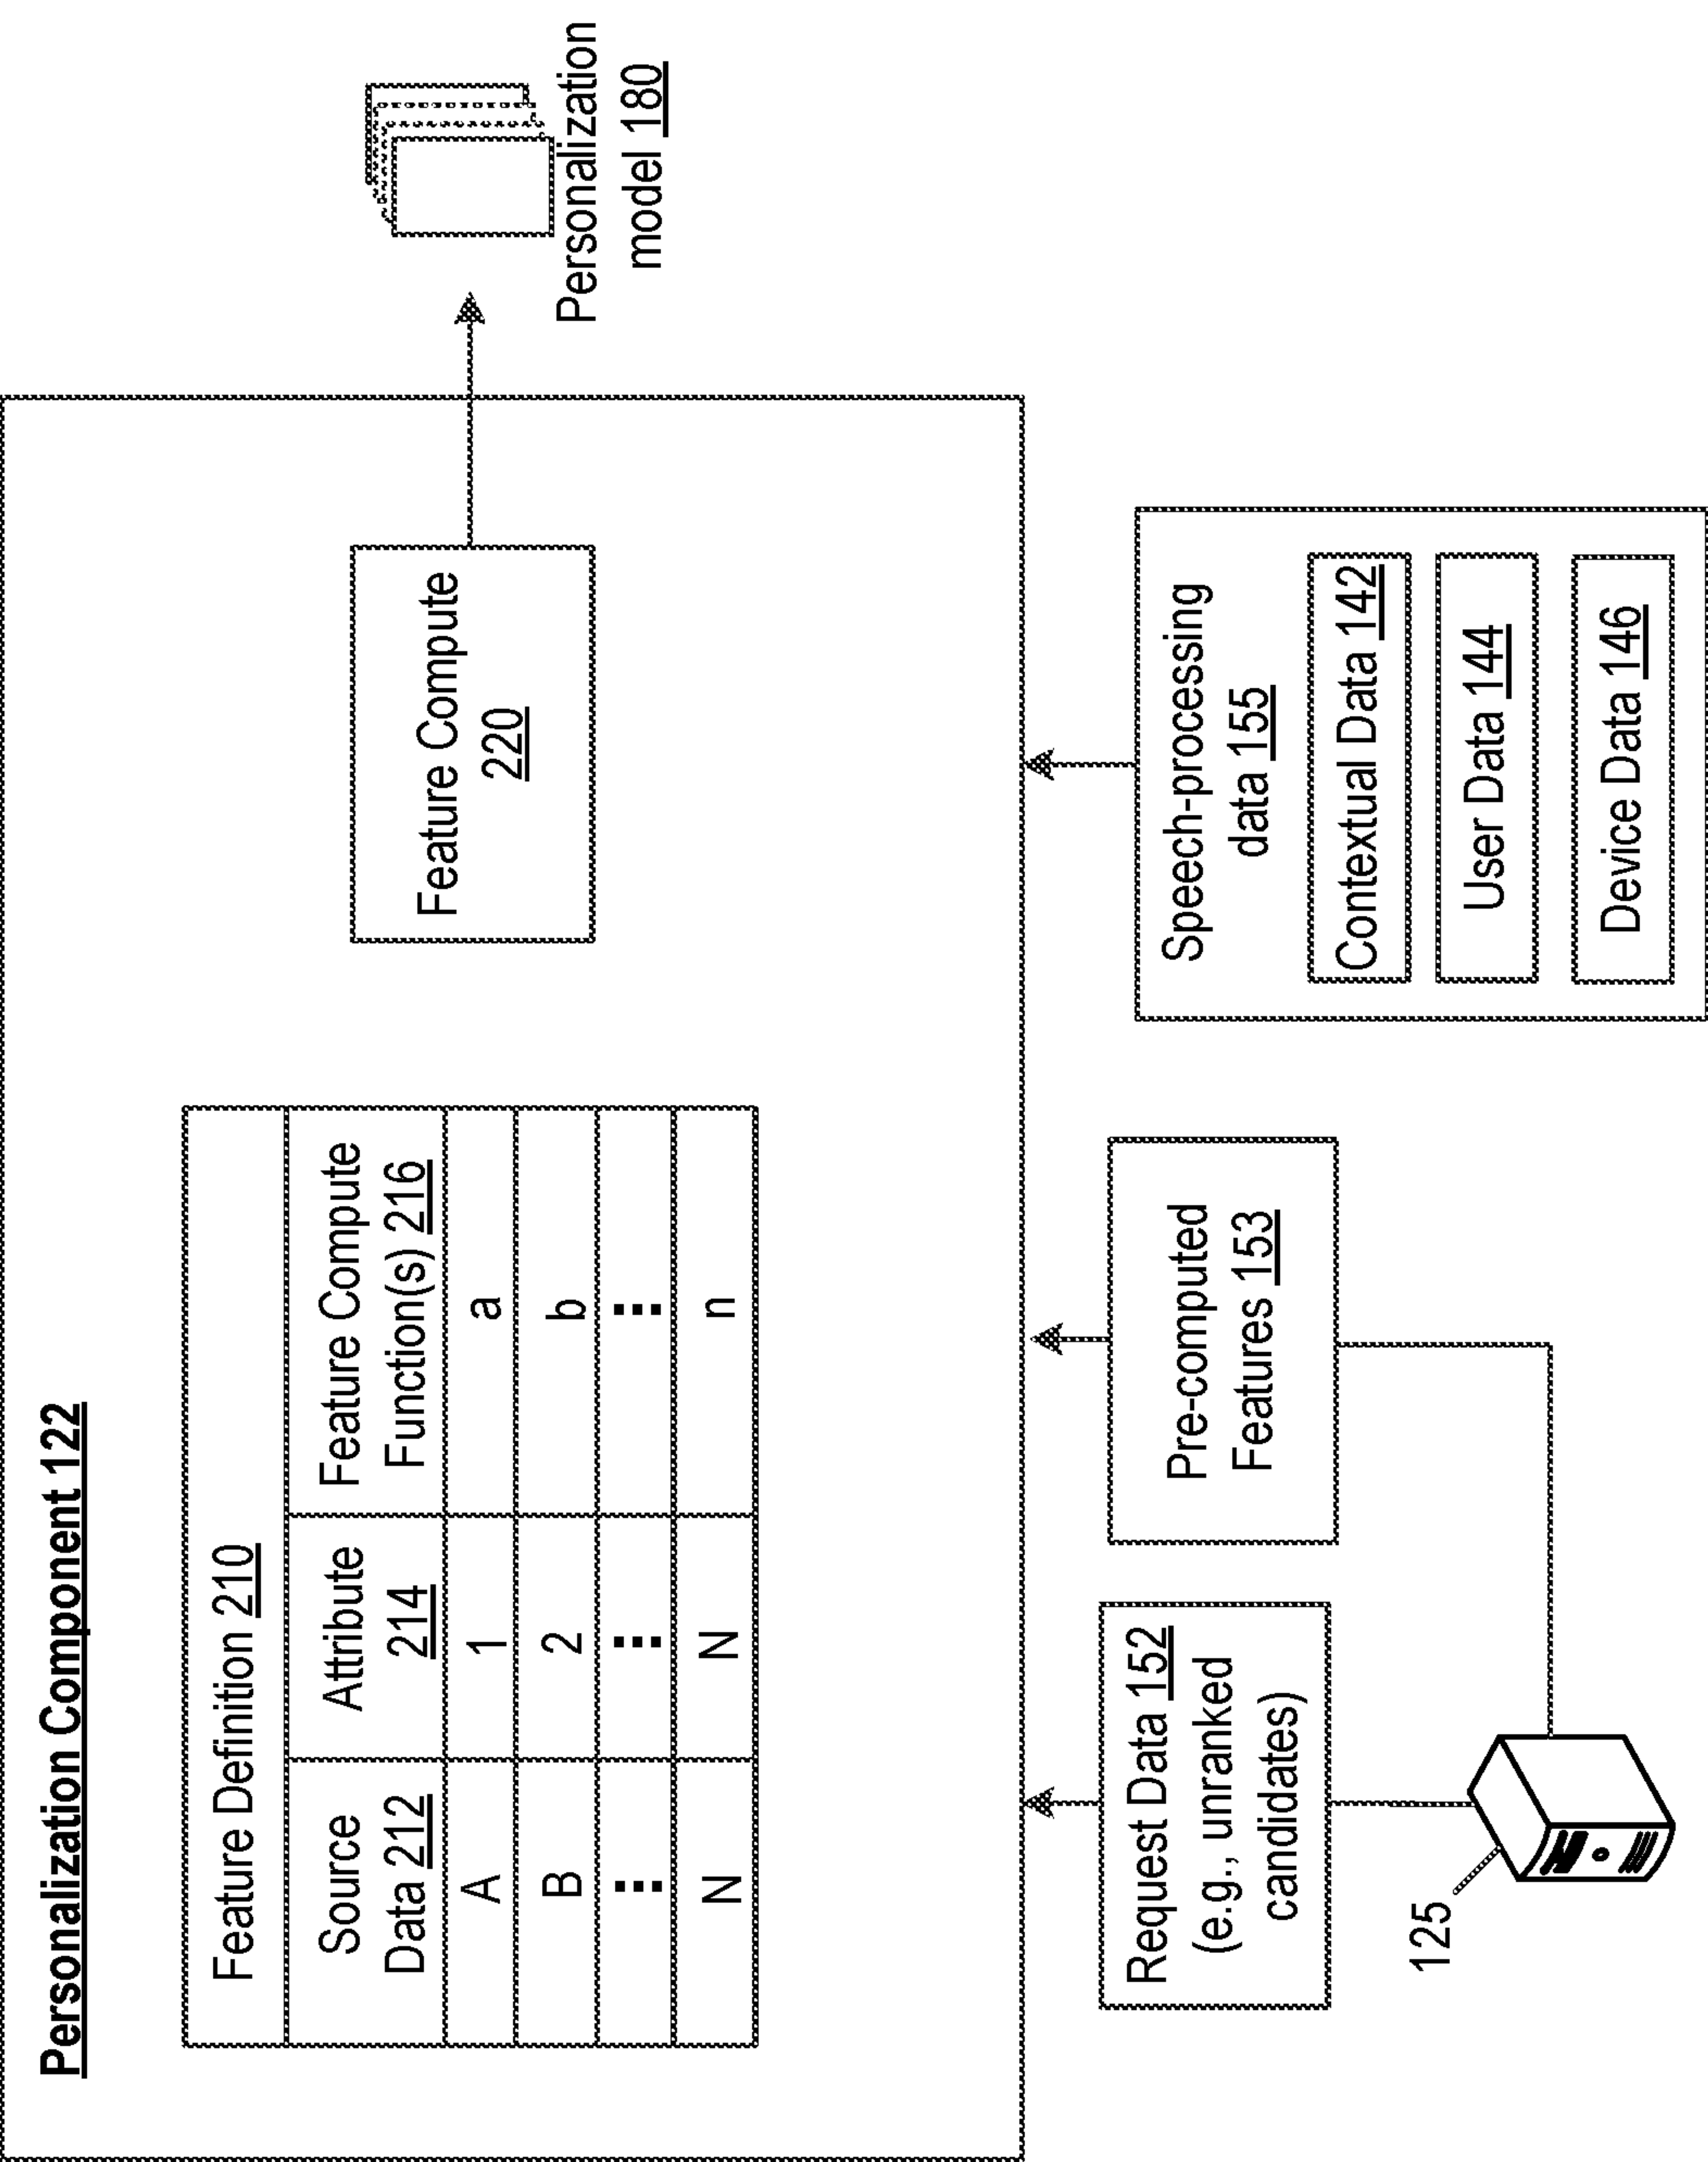 Personalization Component 122
Feature Definition 210
Source
Data 212
Attribute
214
Feature Compute
Function(s) 216
A
1
a
B
2
b
⋮
⋮
⋮
N
N
n
Feature Compute
220
Personalization
model 180
Request Data 152
(e.g., unranked
candidates)
Pre-computed
Features 153
Speech-processing
data 155
Contextual Data 142
User Data 144
Device Data 146
125